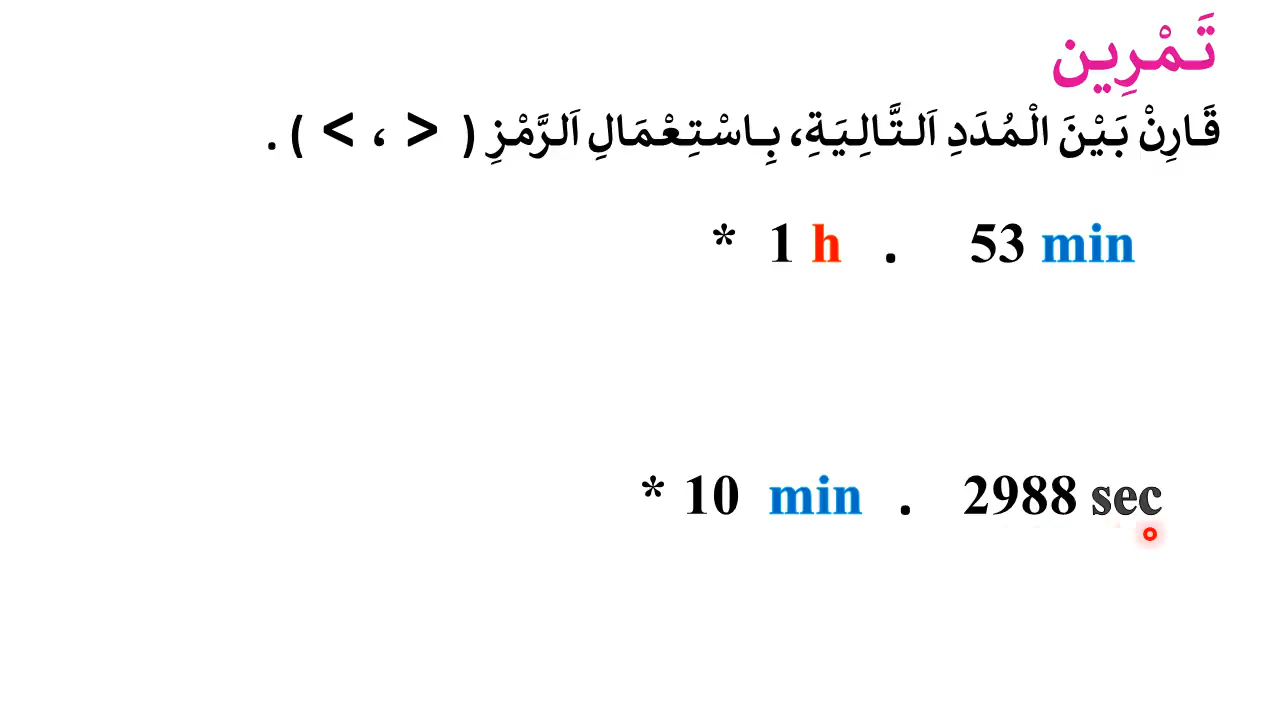 تَمْرِين
قَارِنْ بَيْنَ الْمُدَدِ اَلتَّالِيَةِ، بِاسْتِعْمَالِ اَلرَّمْزِ ( < ، > ) .
* 1 h . 53 min
* 10 min . 2988 sec